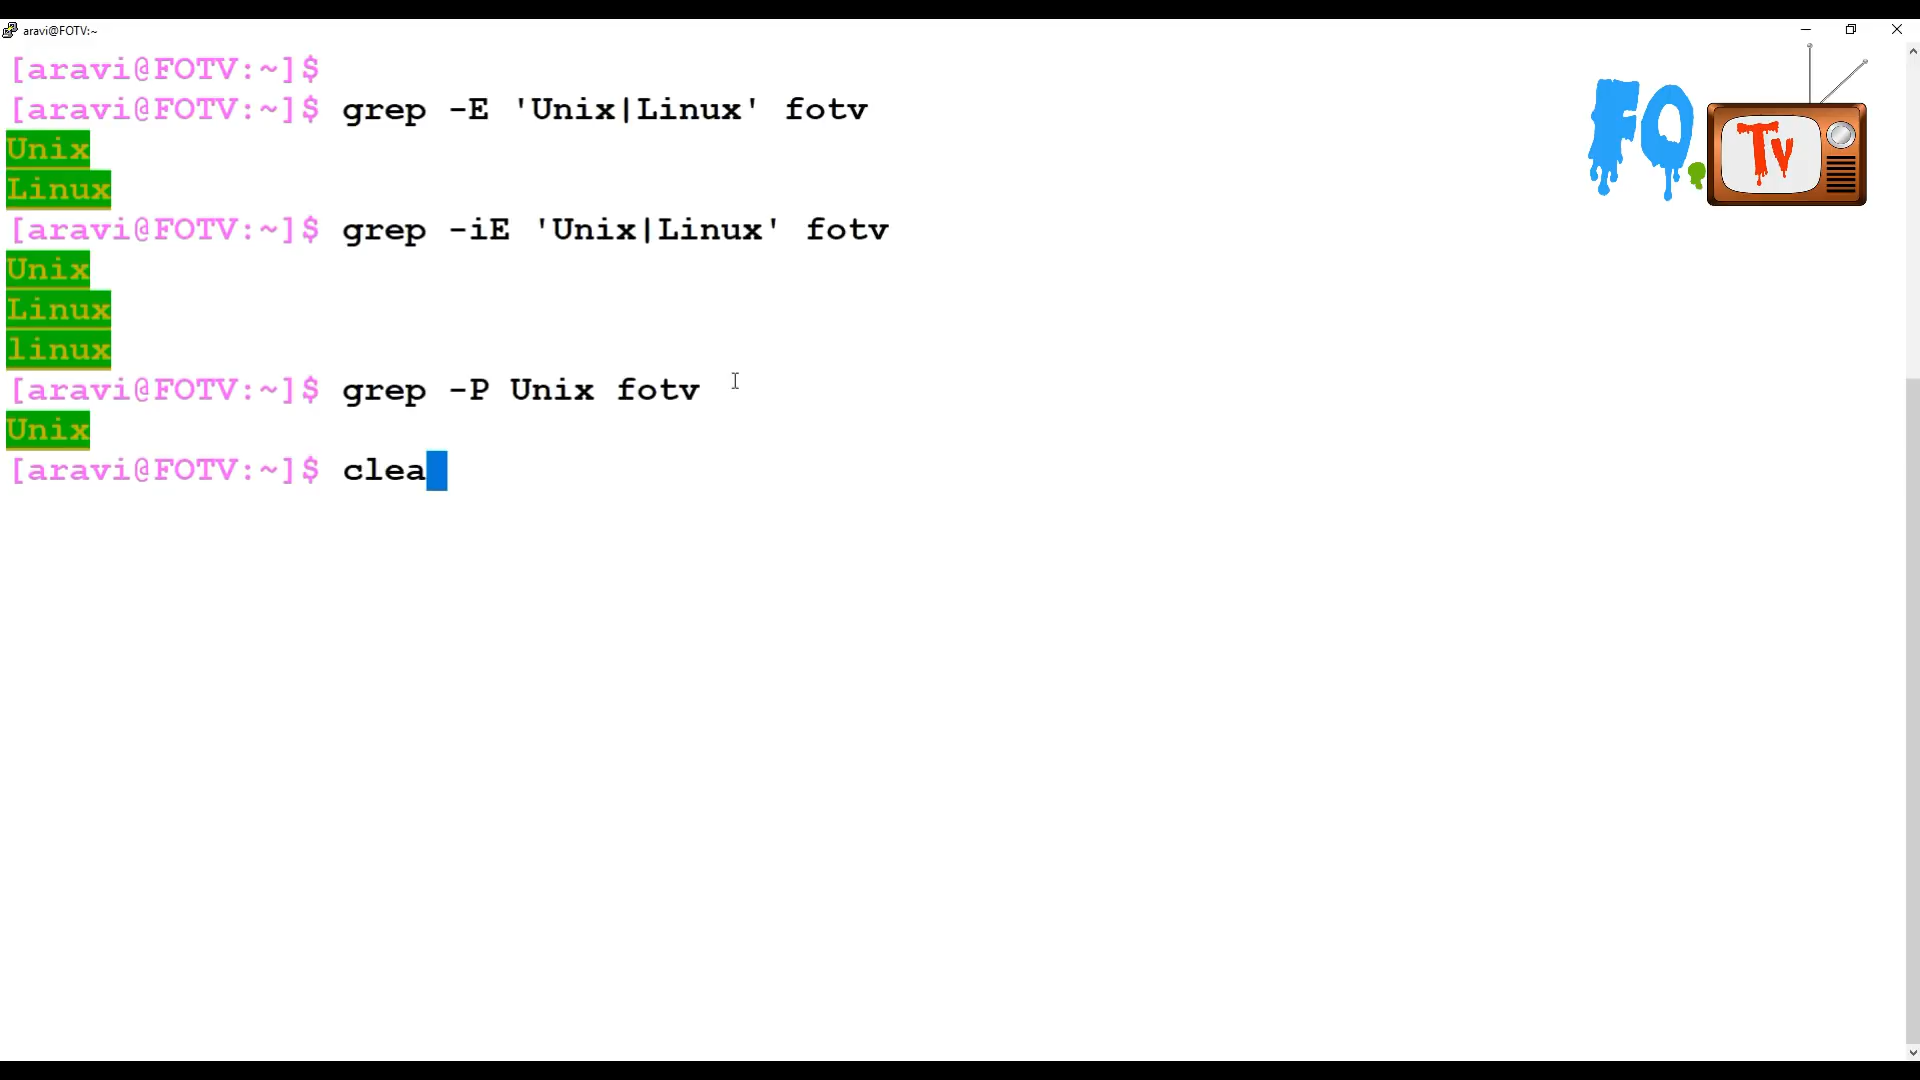 aravi@FOTV:~
[aravi@FOTV:~]$
[aravi@FOTV:~]$ grep -E 'Unix|Linux' fotv
Unix
Linux
[aravi@FOTV:~]$ grep -iE 'Unix|Linux' fotv
Unix
Linux
linux
[aravi@FOTV:~]$ grep -P Unix fotv
Unix
[aravi@FOTV:~]$ clea
FO.
Tv